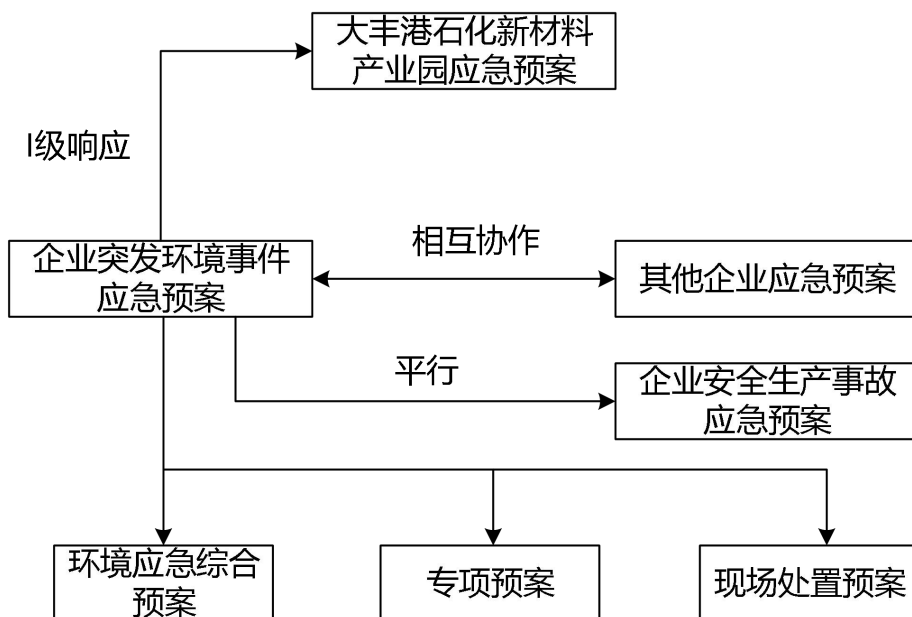 大丰港石化新材料
产业园应急预案
I级响应
企业突发环境事件
应急预案
相互协作
其他企业应急预案
平行
企业安全生产事故
应急预案
环境应急综合
预案
专项预案
现场处置预案